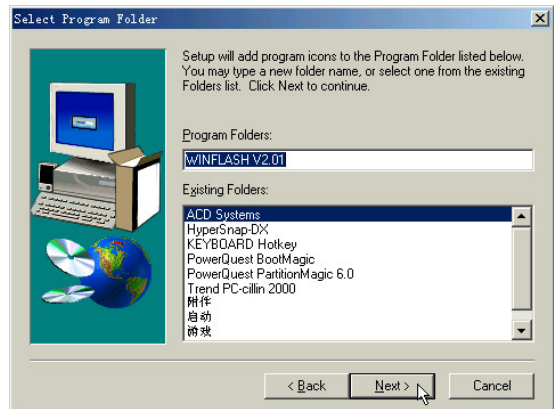 Select Program Folder
Setup will add program icons to the Program Folder listed below.
You may type a new folder name, or select one from the existing
Folders list. Click Next to continue.
Program Folders:
WINFLASH V2.01
Existing Folders:
ACD Systems
HyperSnap-DX
KEYBOARD Hotkey
PowerQuest BootMagic
PowerQuest PartitionMagic 6.0
Trend PC-cillin 2000
附件
启动
游戏
< Back
Next >
Cancel